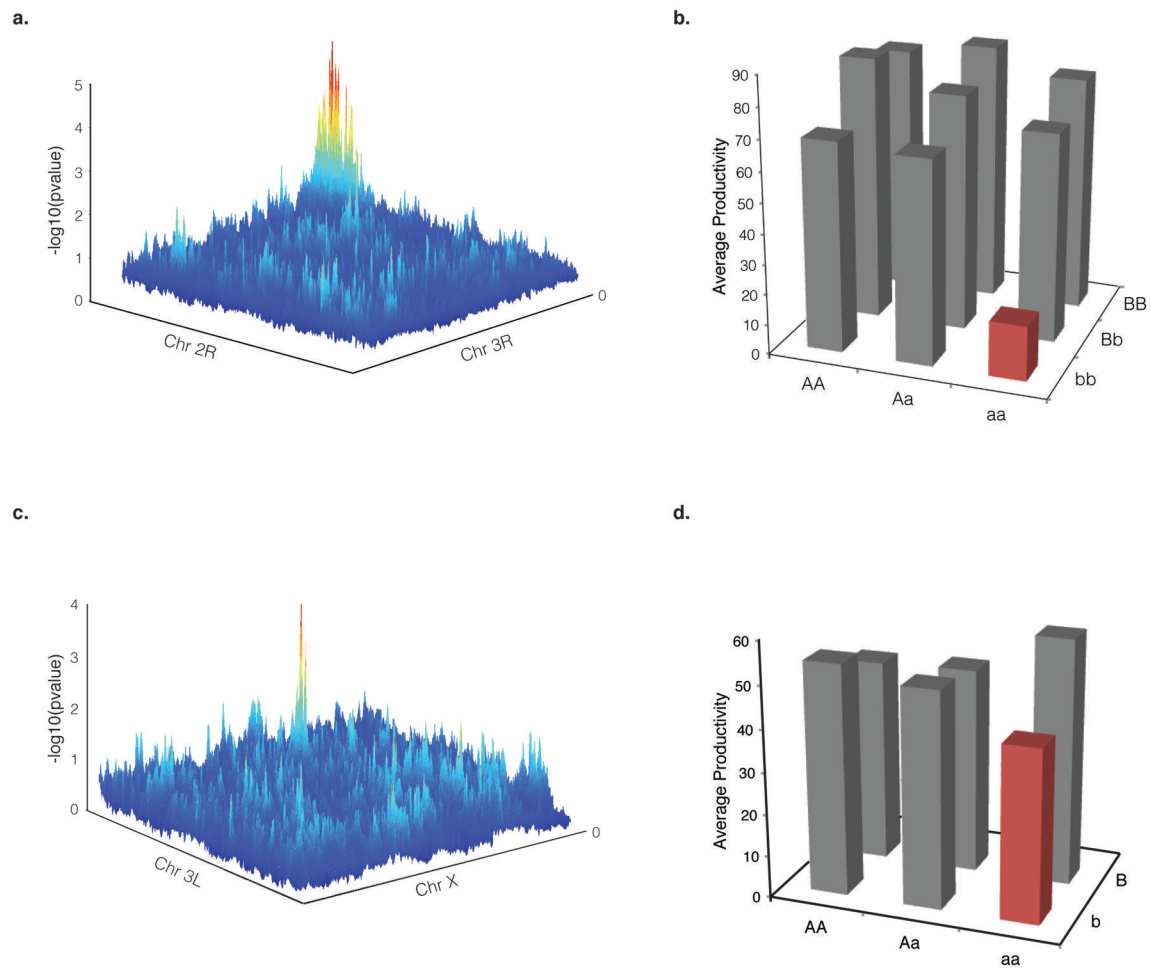 a.
-log10(pvalue)
5
4
3
2
1
0
Chr 2R
Chr 3R
0
b.
Average Productivity
90
80
70
60
50
40
30
20
10
0
AA
Aa
aa
bb
Bb
BB
c.
-log10(pvalue)
4
3
2
1
0
Chr 3L
Chr X
0
d.
Average Productivity
60
50
40
30
20
10
0
AA
Aa
aa
b
B